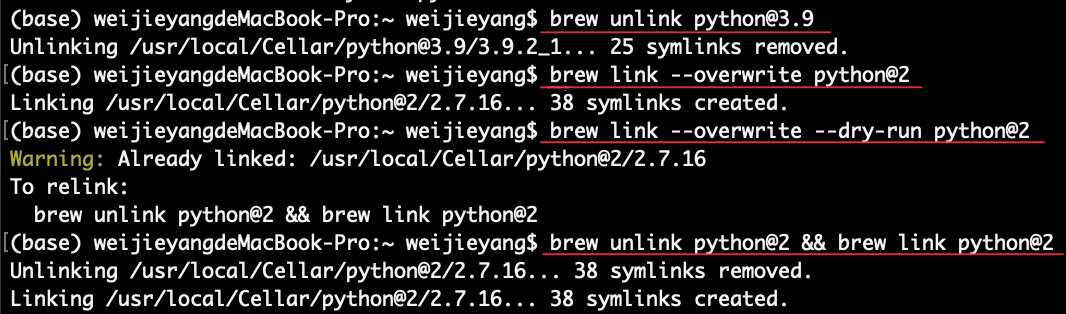 (base) weijieyangdeMacBook-Pro:~ weijieyang$ brew unlink python@3.9
Unlinking /usr/local/Cellar/python@3.9/3.9.2_1... 25 symlinks removed.
(base) weijieyangdeMacBook-Pro:~ weijieyang$ brew link --overwrite python@2
Linking /usr/local/Cellar/python@2/2.7.16... 38 symlinks created.
(base) weijieyangdeMacBook-Pro:~ weijieyang$ brew link --overwrite --dry-run python@2
Warning: Already linked: /usr/local/Cellar/python@2/2.7.16
To relink:
  brew unlink python@2 && brew link python@2
(base) weijieyangdeMacBook-Pro:~ weijieyang$ brew unlink python@2 && brew link python@2
Unlinking /usr/local/Cellar/python@2/2.7.16... 38 symlinks removed.
Linking /usr/local/Cellar/python@2/2.7.16... 38 symlinks created.